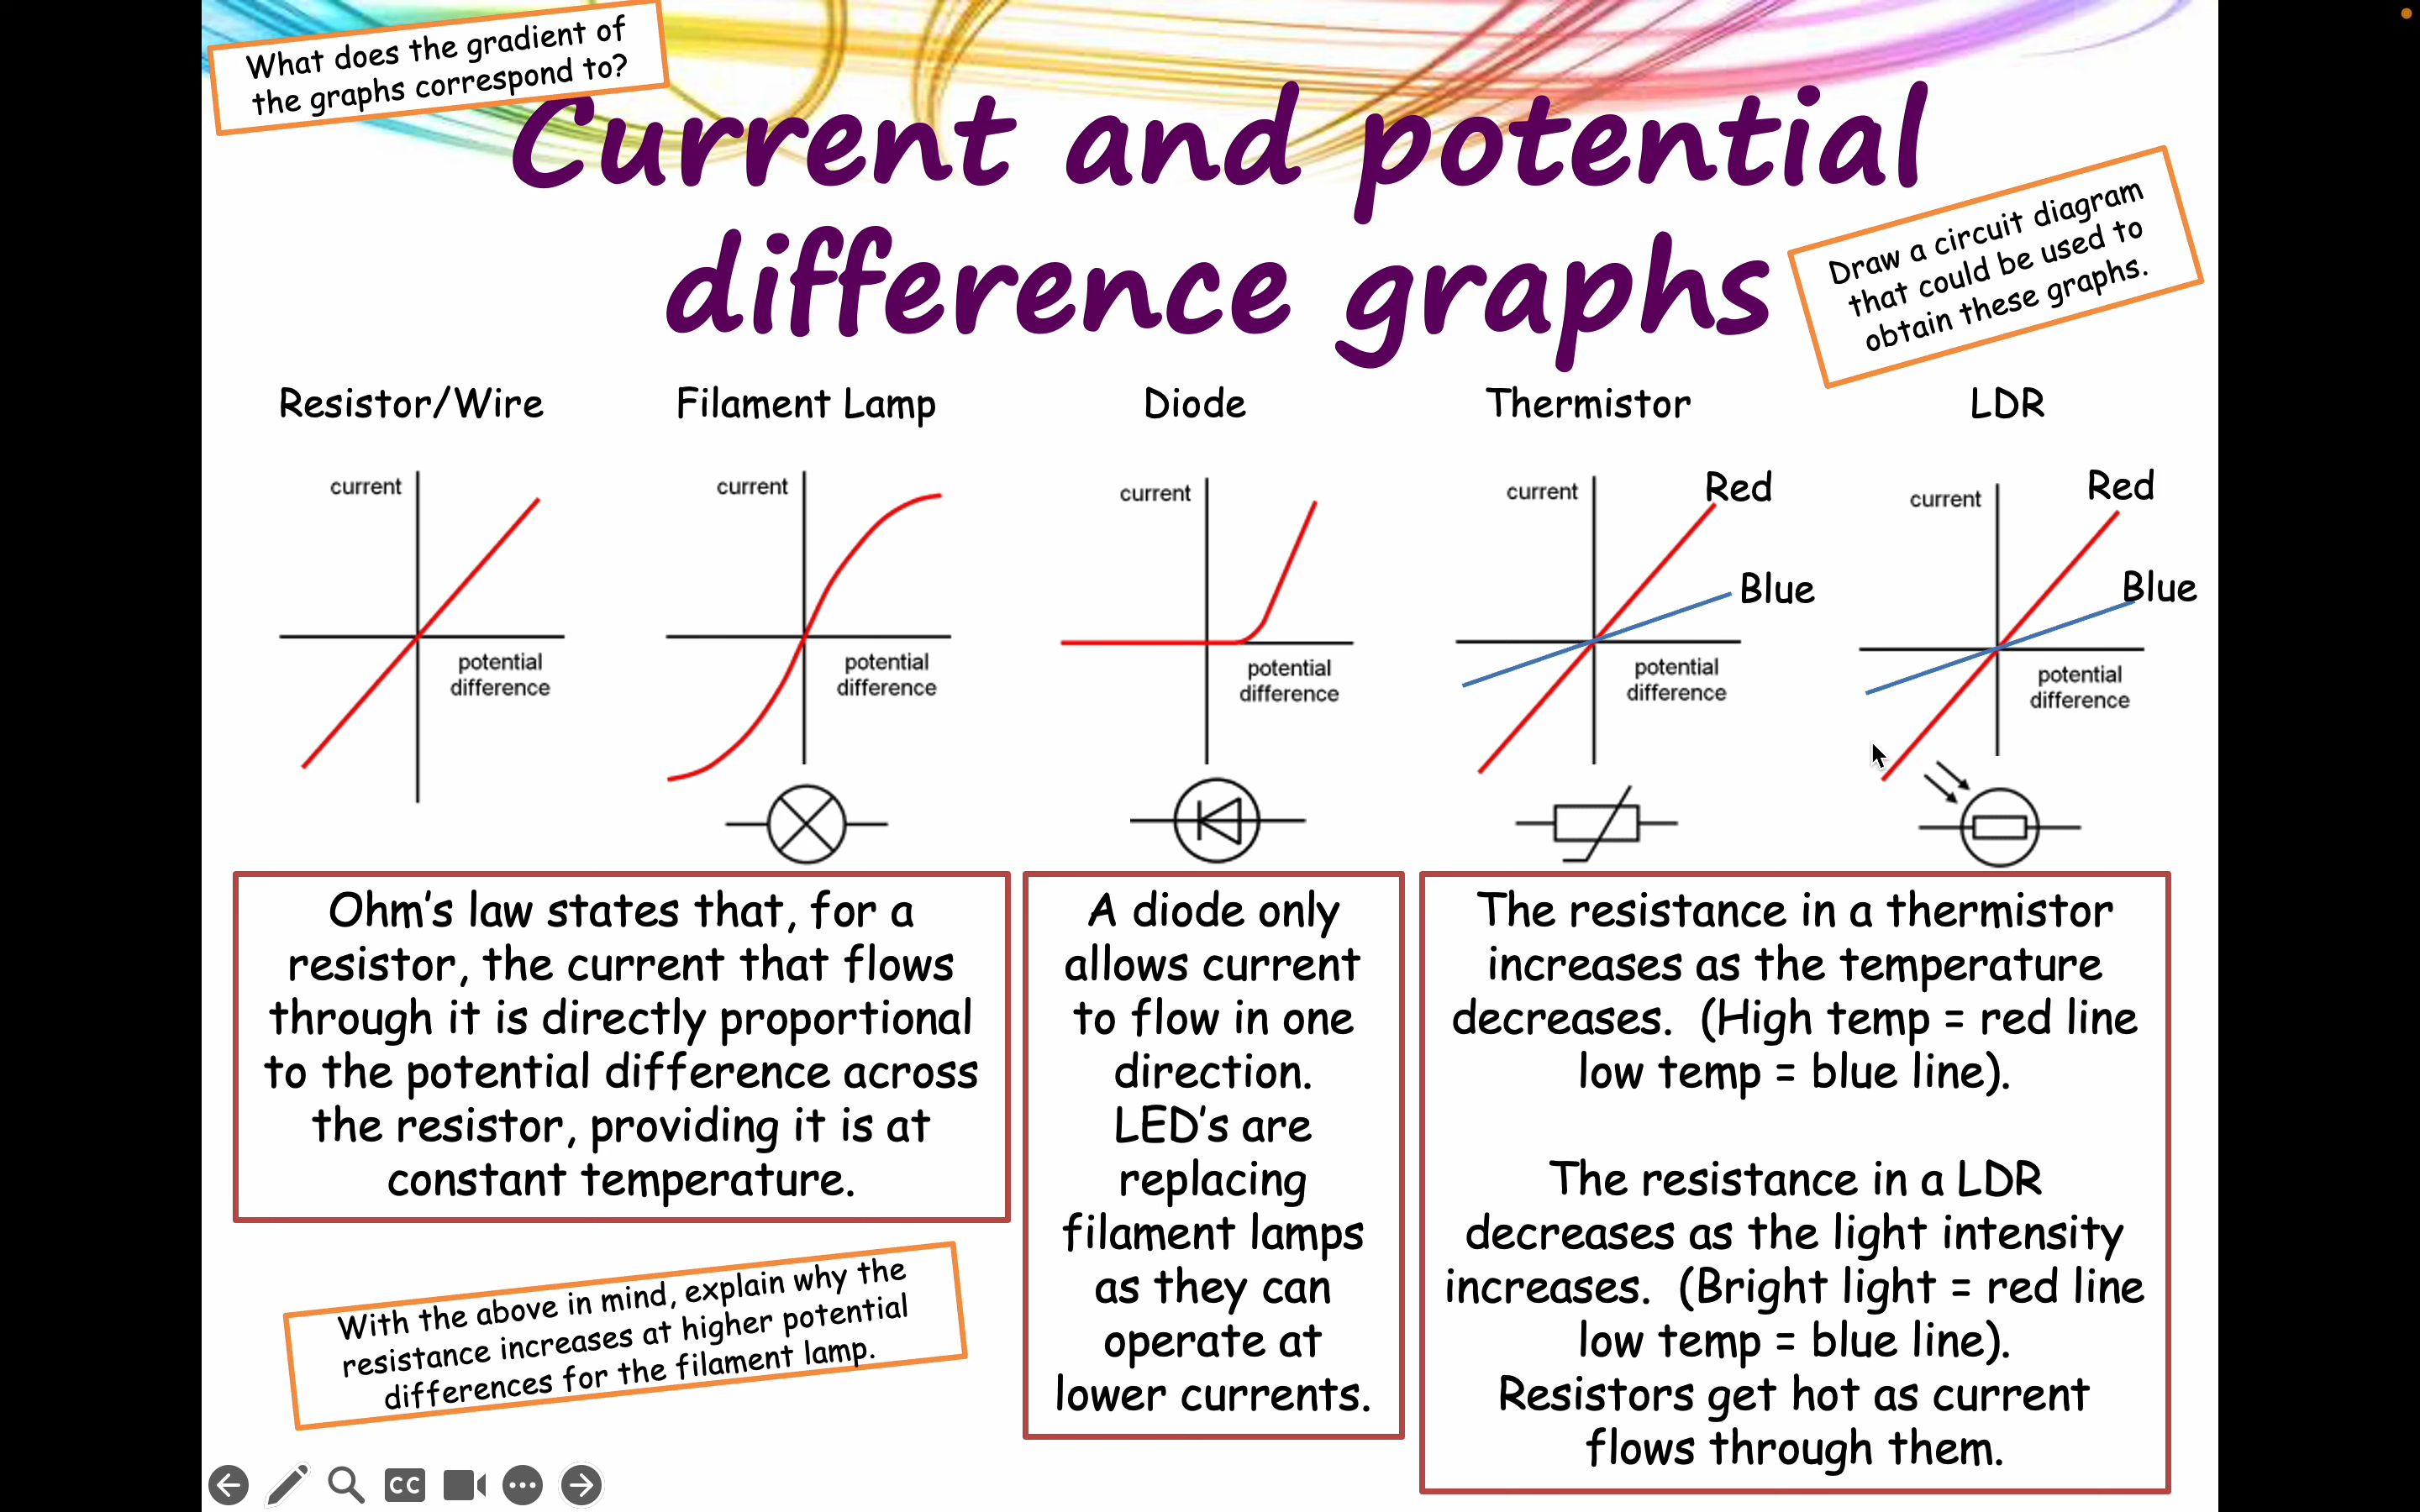 What does the gradient of
the graphs correspond to?
Current and potential
difference graphs
Draw a circuit diagram
that could be used to
obtain these graphs.
Resistor/Wire
Filament Lamp
Diode
Thermistor
LDR
current
potential
difference
current
potential
difference
current
potential
difference
current
Red
Blue
potential
difference
current
Red
Blue
potential
difference
Ohm's law states that, for a
resistor, the current that flows
through it is directly proportional
to the potential difference across
the resistor, providing it is at
constant temperature.
With the above in mind, explain why the
resistance increases at higher potential
differences for the filament lamp.
A diode only
allows current
to flow in one
direction.
LED's are
replacing
filament lamps
as they can
operate at
lower currents.
The resistance in a thermistor
increases as the temperature
decreases. (High temp = red line
low temp = blue line).
The resistance in a LDR
decreases as the light intensity
increases. (Bright light = red line
low temp = blue line).
Resistors get hot as current
flows through them.
CC